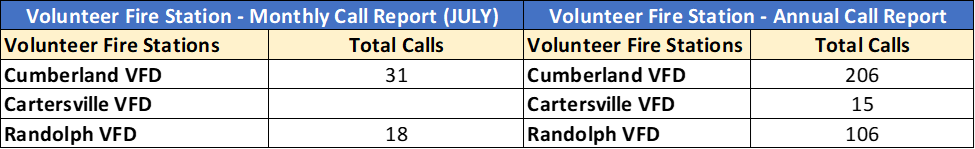 Volunteer Fire Station - Monthly Call Report (JULY) Volunteer Fire Station - Annual Call Report
Volunteer Fire Stations Total Calls Volunteer Fire Stations Total Calls
Cumberland VFD 31 Cumberland VFD 206
Cartersville VFD Cartersville VFD 15
Randolph VFD 18 Randolph VFD 106